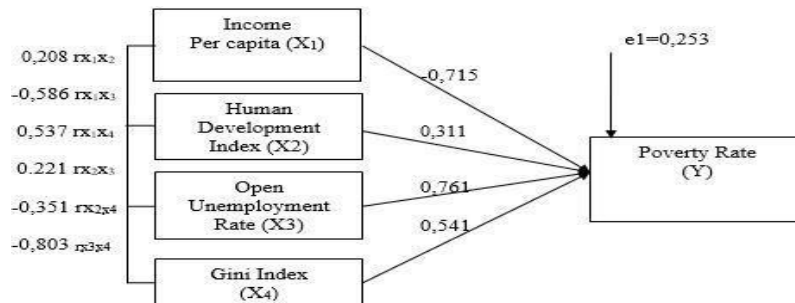 Income
Per capita (X₁)
0,208 rx₁x₂
-0,586 rx₁x₃
0,537 rx₁x₄
0.221 rx₂x₃
-0,351 rx₂x₄
-0,803 rx₃x₄
Human
Development
Index (X2)
Open
Unemployment
Rate (X3)
Gini Index
(X₄)
-0,715
0,311
0,761
0,541
e1=0,253
Poverty Rate
(Y)